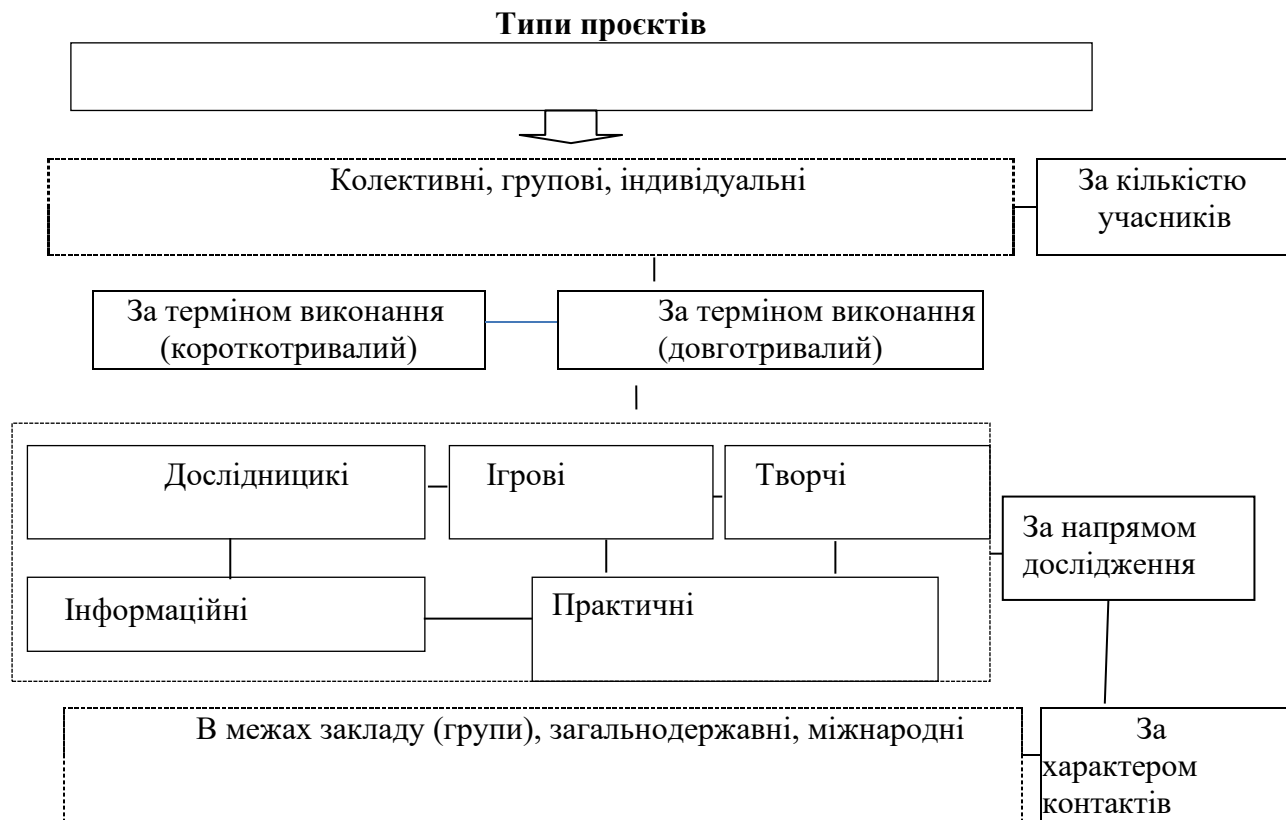 Типи проєктів
Колективні, групові, індивідуальні
За кількістю
учасників
За терміном виконання
(короткотривалий)
За терміном виконання
(довготривалий)
Дослідницикі
Ігрові
Творчі
За напрямом
дослідження
Інформаційні
Практичні
В межах закладу (групи), загальнодержавні, міжнародні
За
характером
контактів